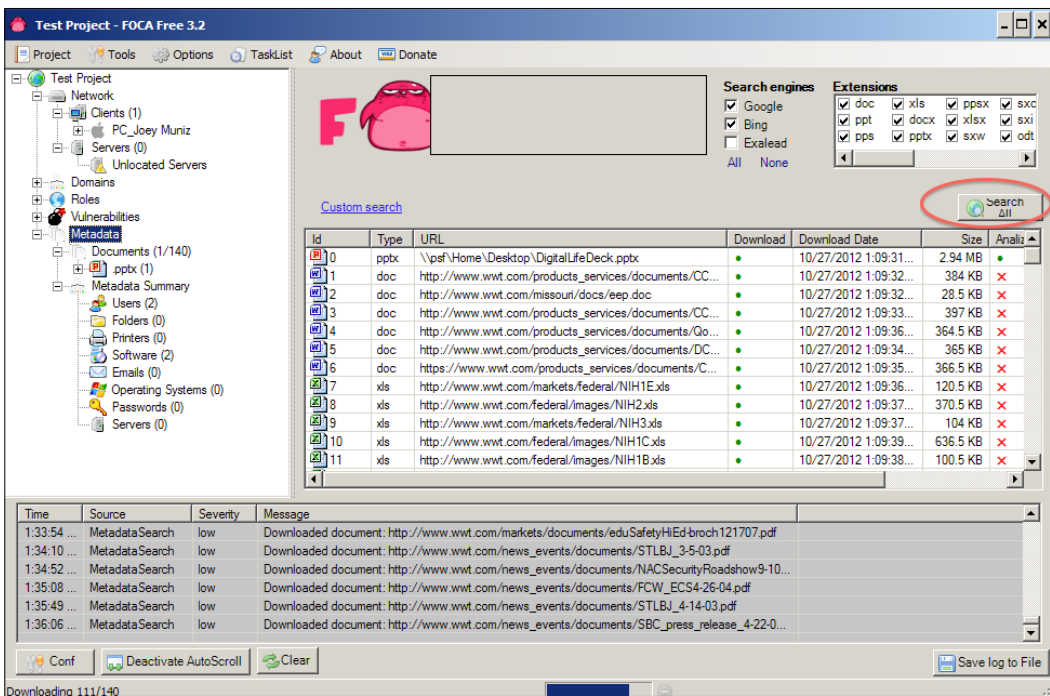 Test Project - FOCA Free 3.2
Project Tools Options TaskList About Donate
Test Project
Network
Clients (1)
PC_Joey Muniz
Servers (0)
Unlocated Servers
Domains
Roles
Vulnerabilities
Metadata
Documents (1/140)
.pptx (1)
Metadata Summary
Users (2)
Folders (0)
Printers (0)
Software (2)
Emails (0)
Operating Systems (0)
Passwords (0)
Servers (0)
Search engines
Google
Bing
Exalead
All None
Extensions
doc xls ppsx sxc
ppt docx xlsx sxi
pps pptx sxw odt
Custom search
Search All
Id Type URL Download Download Date Size Analiz
0 pptx \\psf\Home\Desktop\DigitalLifeDeck.pptx 10/27/2012 1:09:31... 2.94 MB
1 doc http://www.wwt.com/products_services/documents/CC... 10/27/2012 1:09:32... 384 KB
2 doc http://www.wwt.com/missouri/docs/eep.doc 10/27/2012 1:09:32... 28.5 KB
3 doc http://www.wwt.com/products_services/documents/CC... 10/27/2012 1:09:33... 397 KB
4 doc http://www.wwt.com/products_services/documents/Qo... 10/27/2012 1:09:36... 364.5 KB
5 doc http://www.wwt.com/products_services/documents/DC... 10/27/2012 1:09:34... 365 KB
6 doc https://www.wwt.com/products_services/documents/C... 10/27/2012 1:09:35... 366.5 KB
7 xls http://www.wwt.com/markets/federal/NIH1E.xls 10/27/2012 1:09:36... 120.5 KB
8 xls http://www.wwt.com/federal/images/NIH2.xls 10/27/2012 1:09:37... 370.5 KB
9 xls http://www.wwt.com/markets/federal/NIH3.xls 10/27/2012 1:09:37... 104 KB
10 xls http://www.wwt.com/federal/images/NIH1C.xls 10/27/2012 1:09:39... 636.5 KB
11 xls http://www.wwt.com/federal/images/NIH1B.xls 10/27/2012 1:09:38... 100.5 KB
Time Source Severity Message
1:33:54 ... MetadataSearch low Downloaded document: http://www.wwt.com/markets/documents/eduSafetyHiEd-broch121707.pdf
1:34:10 ... MetadataSearch low Downloaded document: http://www.wwt.com/news_events/documents/STLBJ_3-5-03.pdf
1:34:52 ... MetadataSearch low Downloaded document: http://www.wwt.com/news_events/documents/NACSecurityRoadshow9-10...
1:35:08 ... MetadataSearch low Downloaded document: http://www.wwt.com/news_events/documents/FCW_ECS4-26-04.pdf
1:35:49 ... MetadataSearch low Downloaded document: http://www.wwt.com/news_events/documents/STLBJ_4-14-03.pdf
1:36:06 ... MetadataSearch low Downloaded document: http://www.wwt.com/news_events/documents/SBC_press_release_4-22-0...
Conf Deactivate AutoScroll Clear Save log to File
Downloading 111/140